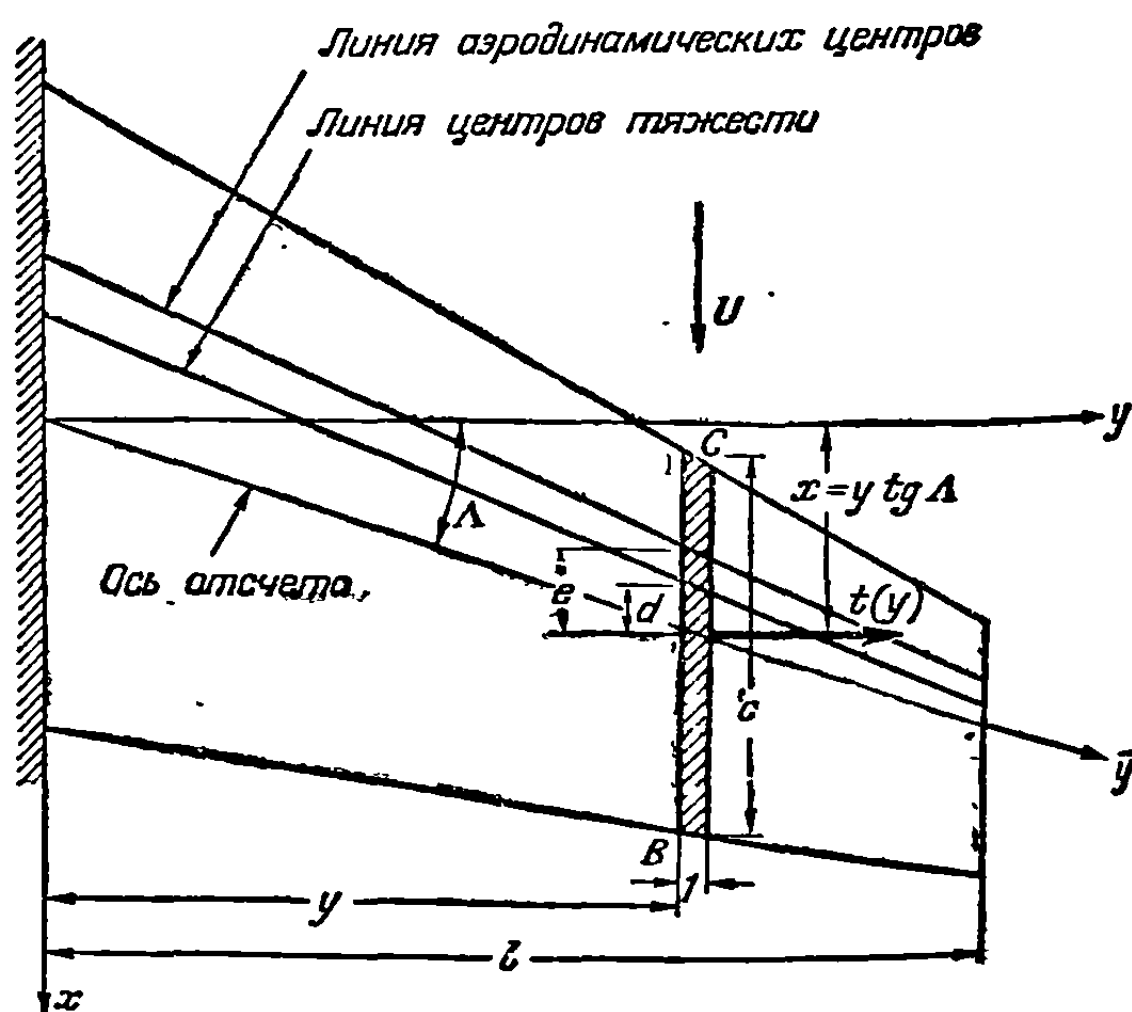 Линия аэродинамических центров
Линия центров тяжести
U
y
C
x=y tg Λ
Λ
Ось отсчета
e
d
t(y)
c
ȳ
B
1
y
l
x